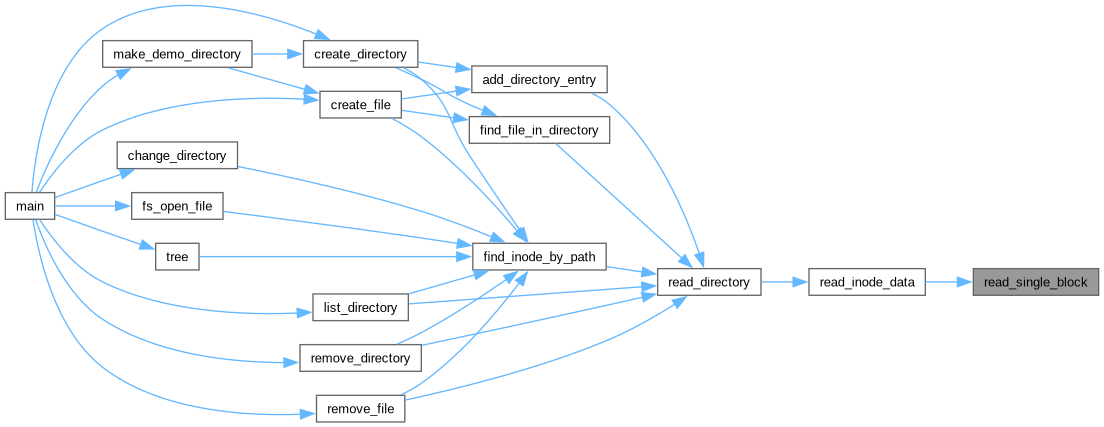 main
make_demo_directory
change_directory
fs_open_file
tree
create_directory
create_file
list_directory
remove_directory
remove_file
add_directory_entry
find_file_in_directory
find_inode_by_path
read_directory
read_inode_data
read_single_block